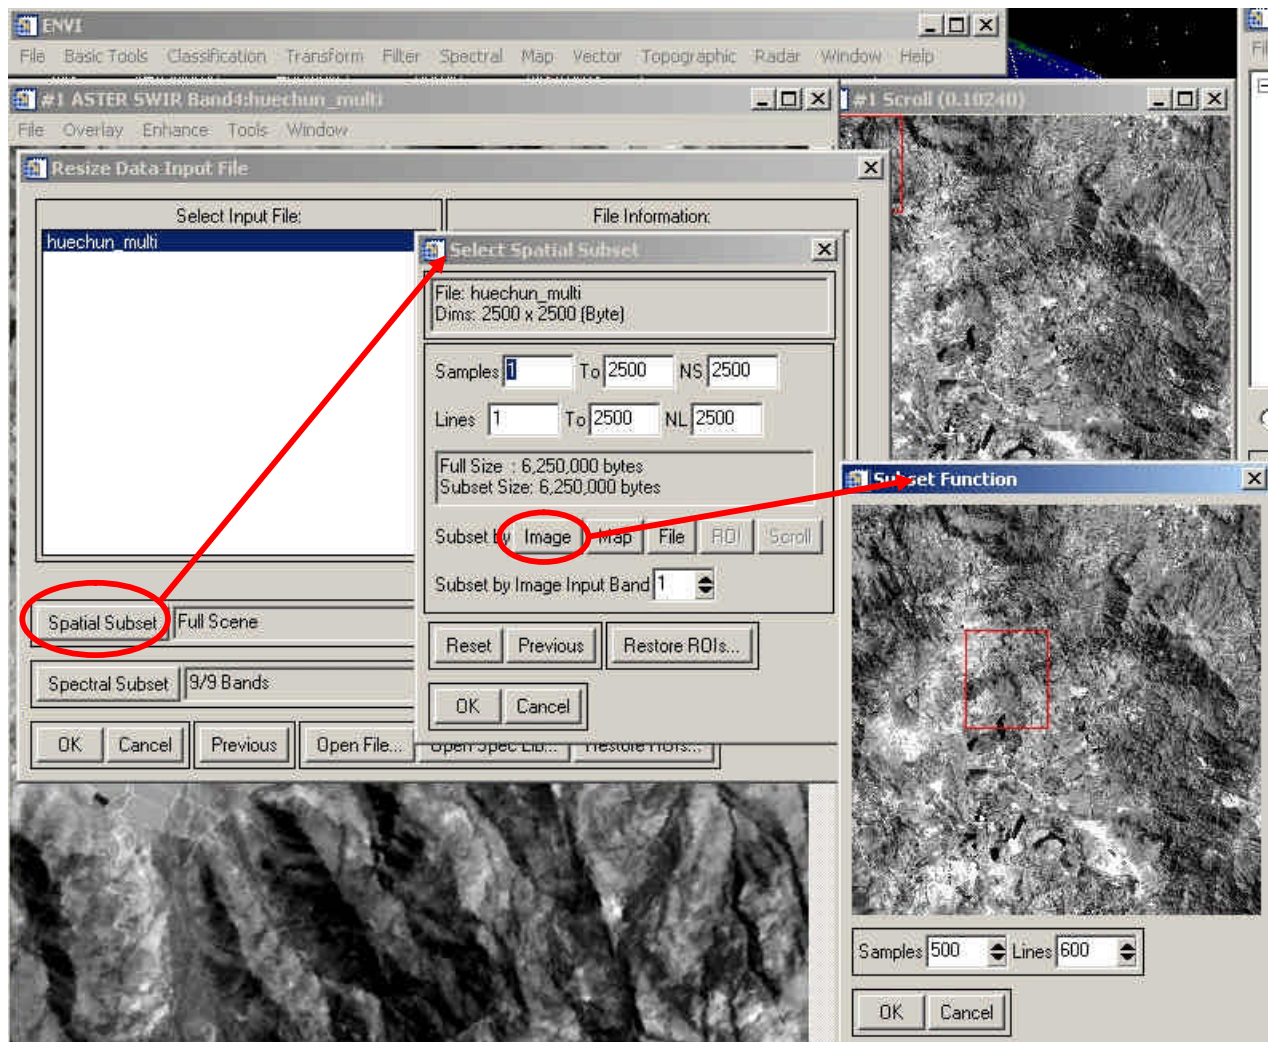 ENVI
File Basic Tools Classification Transform Filter Spectral Map Vector Topographic Radar Window Help
#1 ASTER SWIR Band4:huechun_multi
File Overlay Enhance Tools Window
#1 Scroll (0.10240)
Resize Data Input File
Select Input File:
File Information:
huechun_multi
Select Spatial Subset
File: huechun_multi
Dims: 2500 x 2500 (Byte)
Samples 1 To 2500 NS 2500
Lines 1 To 2500 NL 2500
Full Size : 6,250,000 bytes
Subset Size: 6,250,000 bytes
Subset by Image Map File ROI Scroll
Subset by Image Input Band 1
Reset Previous Restore ROIs...
OK Cancel
Spatial Subset Full Scene
Spectral Subset 9/9 Bands
OK Cancel Previous Open File... Open Spec Lib... Restore ROIs...
Subset Function
Samples 500 Lines 600
OK Cancel